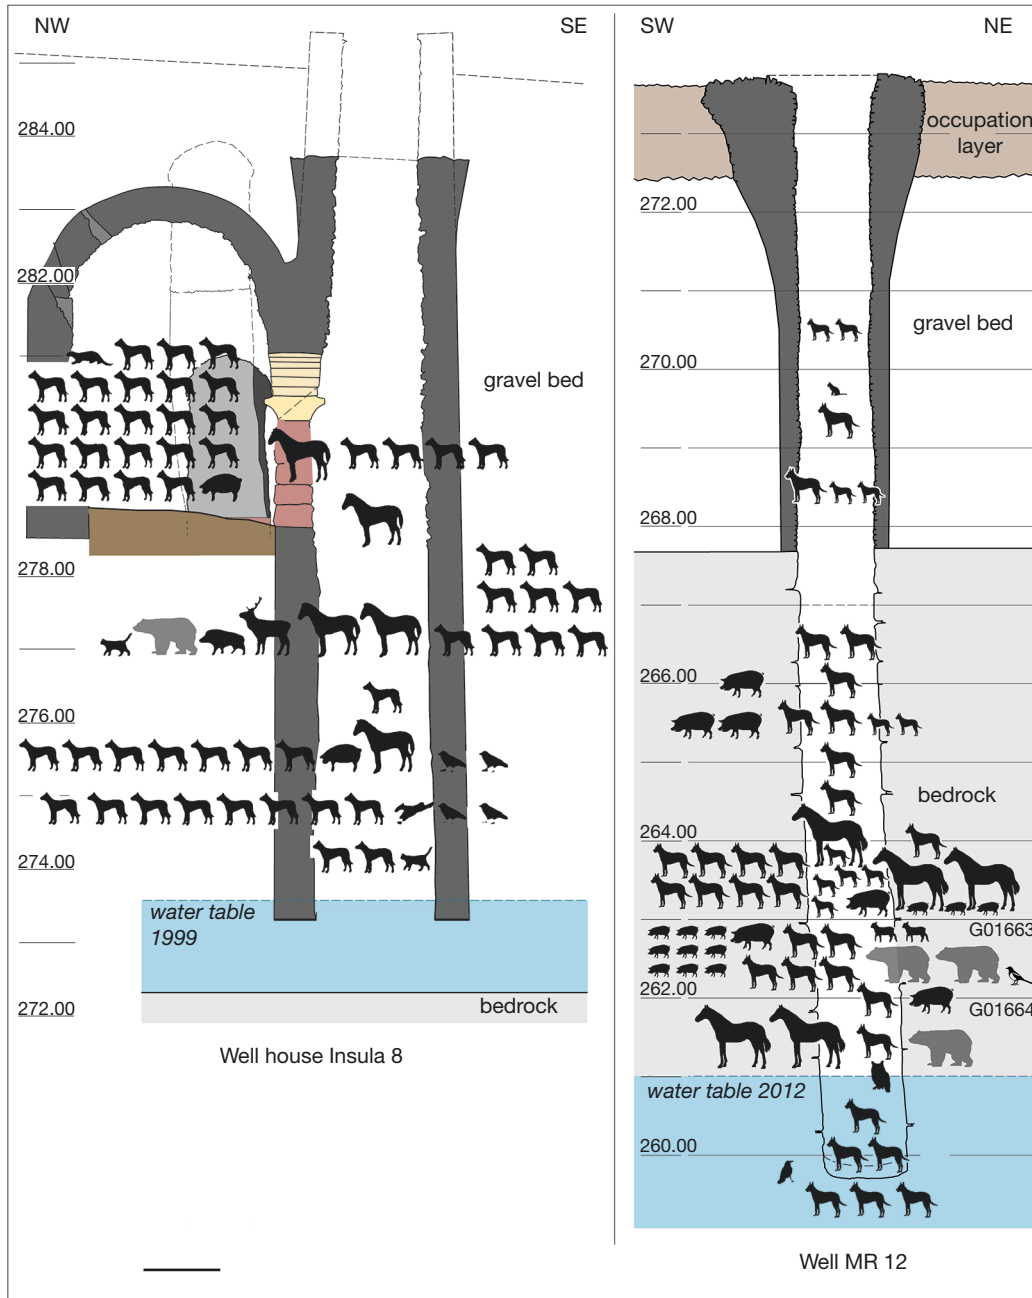 NW
SE
284.00
282.00
gravel bed
278.00
276.00
274.00
water table
1999
272.00
bedrock
Well house Insula 8
SW
NE
occupation
layer
272.00
gravel bed
270.00
268.00
266.00
bedrock
264.00
G01663
262.00
G01664
water table 2012
260.00
Well MR 12